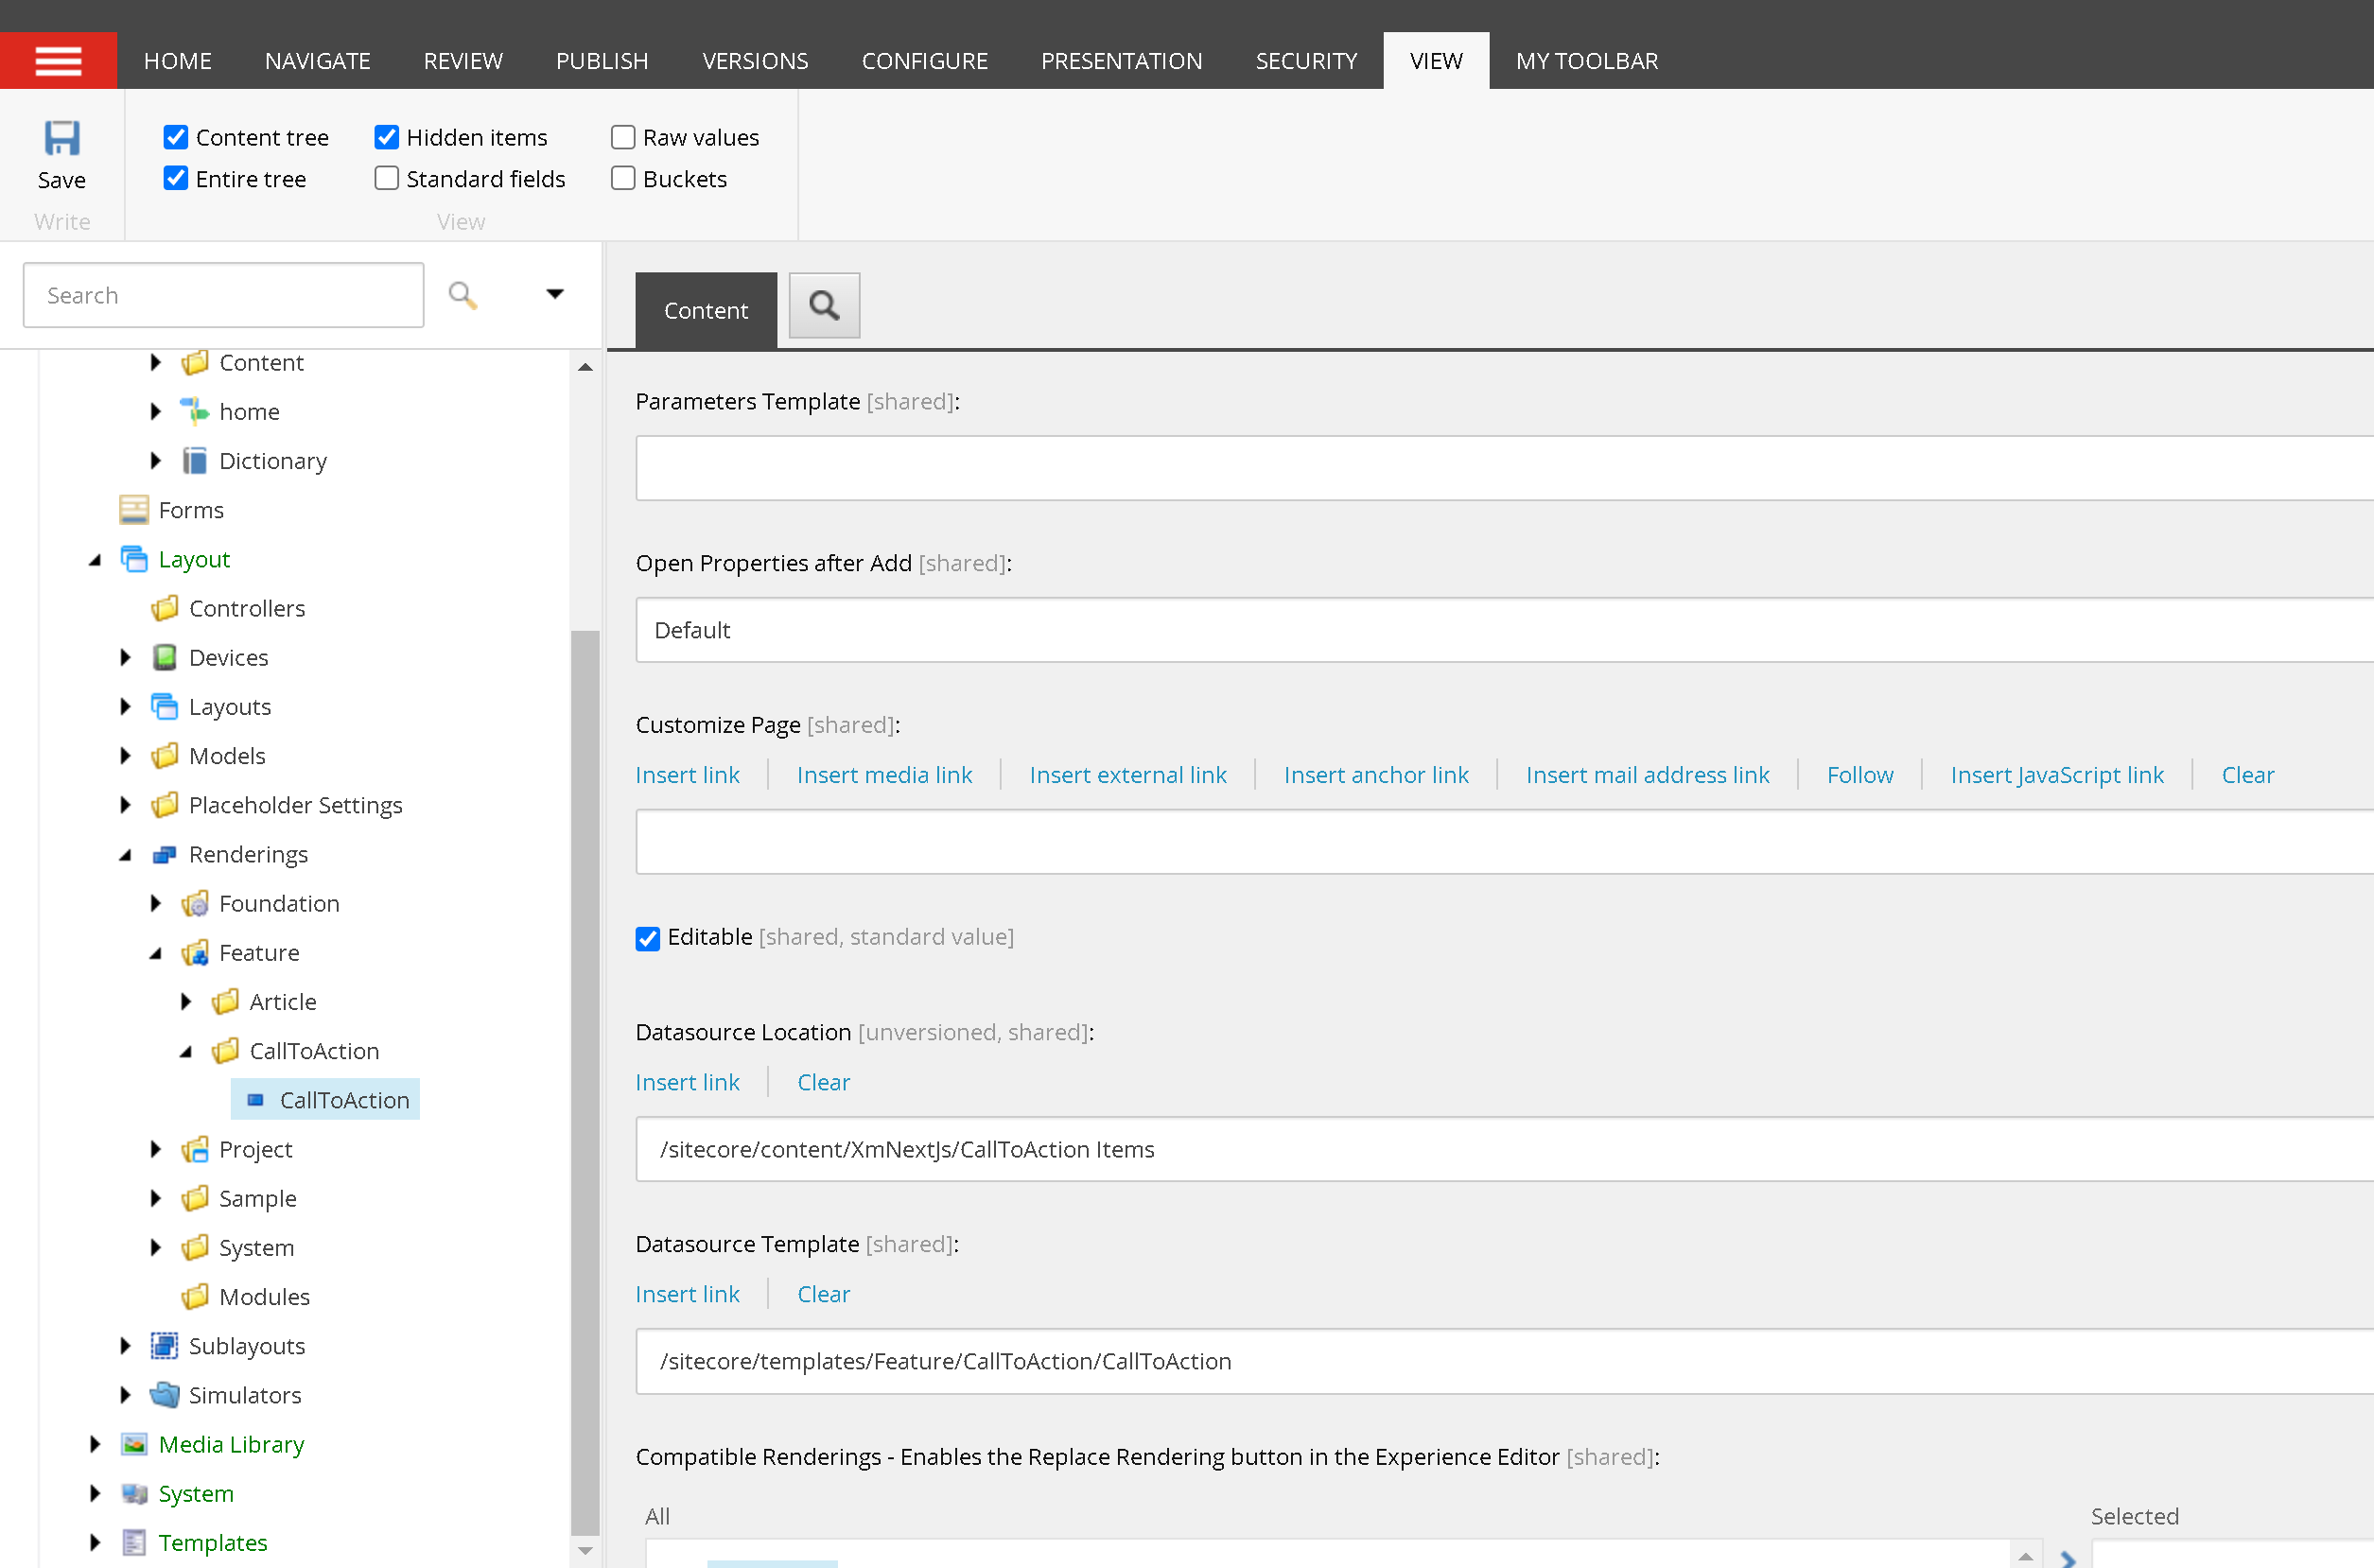 HOME NAVIGATE REVIEW PUBLISH VERSIONS CONFIGURE PRESENTATION SECURITY VIEW MY TOOLBAR
Content tree Hidden items Raw values
Save Entire tree Standard fields Buckets
Write View
Search
Content
home
Dictionary
Forms
Layout
Controllers
Devices
Layouts
Models
Placeholder Settings
Renderings
Foundation
Feature
Article
CallToAction
CallToAction
Project
Sample
System
Modules
Sublayouts
Simulators
Media Library
System
Templates
Content
Parameters Template [shared]:
Open Properties after Add [shared]:
Default
Customize Page [shared]:
Insert link Insert media link Insert external link Insert anchor link Insert mail address link Follow Insert JavaScript link Clear
Editable [shared, standard value]
Datasource Location [unversioned, shared]:
Insert link Clear
/sitecore/content/XmNextJs/CallToAction Items
Datasource Template [shared]:
Insert link Clear
/sitecore/templates/Feature/CallToAction/CallToAction
Compatible Renderings - Enables the Replace Rendering button in the Experience Editor [shared]:
All Selected